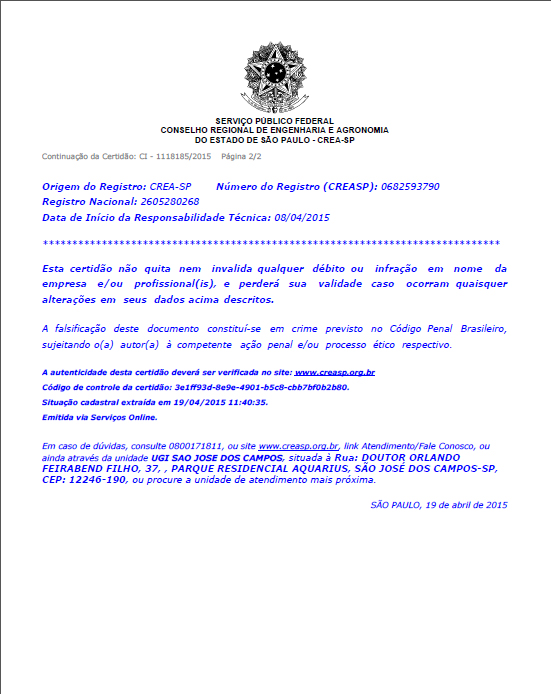 SERVIÇO PÚBLICO FEDERAL
CONSELHO REGIONAL DE ENGENHARIA E AGRONOMIA
DO ESTADO DE SÃO PAULO - CREA-SP
Continuação da Certidão: CI - 1118185/2015 Página 2/2
Origem do Registro: CREA-SP Número do Registro (CREASP): 0682593790
Registro Nacional: 2605280268
Data de Início da Responsabilidade Técnica: 08/04/2015
******************************************************************************
Esta certidão não quita nem invalida qualquer débito ou infração em nome da
empresa e/ou profissional(is), e perderá sua validade caso ocorram quaisquer
alterações em seus dados acima descritos.
A falsificação deste documento constituí-se em crime previsto no Código Penal Brasileiro,
sujeitando o(a) autor(a) à competente ação penal e/ou processo ético respectivo.
A autenticidade desta certidão deverá ser verificada no site: www.creasp.org.br
Código de controle da certidão: 3e1ff93d-8e9e-4901-b5c8-cbb7bf0b2b80.
Situação cadastral extraída em 19/04/2015 11:40:35.
Emitida via Serviços Online.
Em caso de dúvidas, consulte 0800171811, ou site www.creasp.org.br, link Atendimento/Fale Conosco, ou
ainda através da unidade UGI SAO JOSE DOS CAMPOS, situada à Rua: DOUTOR ORLANDO
FEIRABEND FILHO, 37, , PARQUE RESIDENCIAL AQUARIUS, SÃO JOSÉ DOS CAMPOS-SP,
CEP: 12246-190, ou procure a unidade de atendimento mais próxima.
SÃO PAULO, 19 de abril de 2015